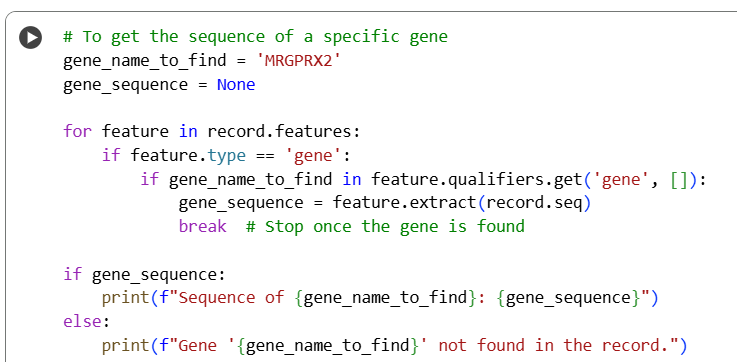 # To get the sequence of a specific gene
gene_name_to_find = 'MRGPRX2'
gene_sequence = None

for feature in record.features:
    if feature.type == 'gene':
        if gene_name_to_find in feature.qualifiers.get('gene', []):
            gene_sequence = feature.extract(record.seq)
            break  # Stop once the gene is found

if gene_sequence:
    print(f"Sequence of {gene_name_to_find}: {gene_sequence}")
else:
    print(f"Gene '{gene_name_to_find}' not found in the record.")